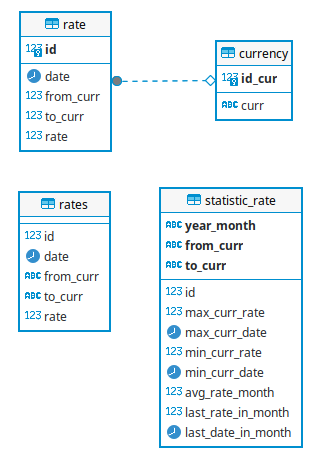 rate
123 id
date
123 from_curr
123 to_curr
123 rate
currency
123 id_cur
ABC curr
rates
123 id
date
ABC from_curr
ABC to_curr
123 rate
statistic_rate
ABC year_month
ABC from_curr
ABC to_curr
123 id
123 max_curr_rate
max_curr_date
123 min_curr_rate
min_curr_date
123 avg_rate_month
123 last_rate_in_month
last_date_in_month